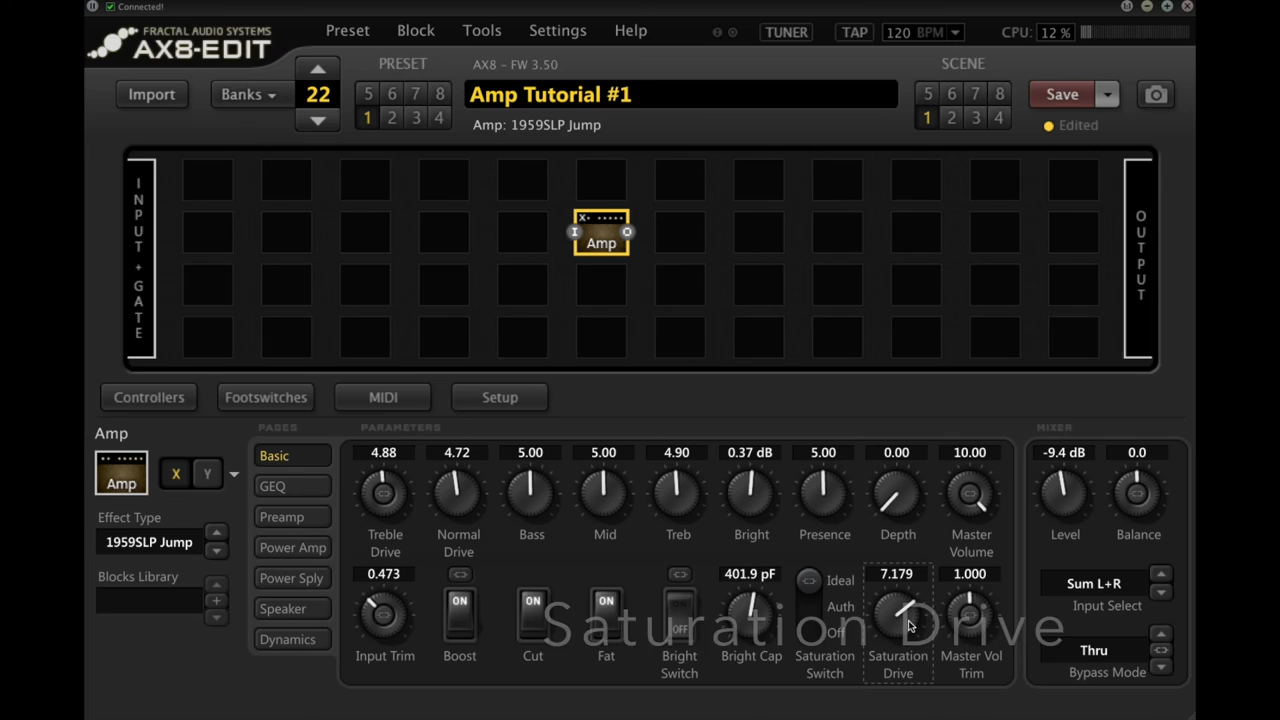 Connected!
FRACTAL AUDIO SYSTEMS
AX8-EDIT
Preset Block Tools Settings Help TUNER TAP 120 BPM CPU: 12 %
PRESET AX8 - FW 3.50 SCENE
Import Banks 22 5 6 7 8 Amp Tutorial #1 5 6 7 8 Save
1 2 3 4 Amp: 1959SLP Jump 1 2 3 4 Edited
INPUT + GATE
X
I O
Amp
OUTPUT
Controllers Footswitches MIDI Setup
Amp
Amp
X Y
Effect Type
1959SLP Jump
Blocks Library
PAGES
Basic
GEQ
Preamp
Power Amp
Power Sply
Speaker
Dynamics
PARAMETERS
4.88 4.72 5.00 5.00 4.90 0.37 dB 5.00 0.00 10.00
Treble Drive Normal Drive Bass Mid Treb Bright Presence Depth Master Volume
0.473 401.9 pF Ideal 7.179 1.000
ON ON ON ON Auth
OFF Off
Input Trim Boost Cut Fat Bright Switch Bright Cap Saturation Switch Saturation Drive Master Vol Trim
Saturation Drive
MIXER
-9.4 dB 0.0
Level Balance
Sum L+R
Input Select
Thru
Bypass Mode